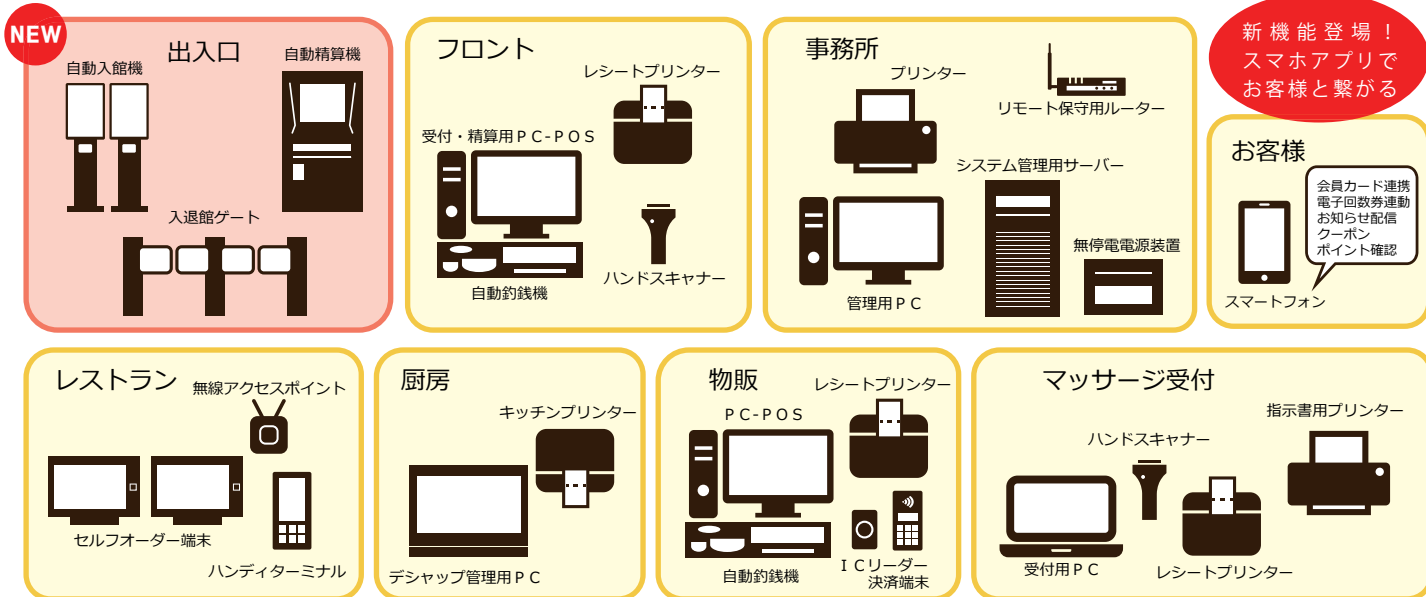 NEW
出入口
自動入館機
自動精算機
入退館ゲート
フロント
レシートプリンター
受付・精算用ＰＣ-ＰＯＳ
自動釣銭機
ハンドスキャナー
事務所
プリンター
リモート保守用ルーター
システム管理用サーバー
管理用ＰＣ
無停電電源装置
新機能登場！
スマホアプリで
お客様と繋がる
お客様
会員カード連携
電子回数券連動
お知らせ配信
クーポン
ポイント確認
スマートフォン
レストラン
無線アクセスポイント
セルフオーダー端末
ハンディターミナル
厨房
キッチンプリンター
デシャップ管理用ＰＣ
物販
レシートプリンター
ＰＣ-ＰＯＳ
自動釣銭機
ＩＣリーダー
決済端末
マッサージ受付
指示書用プリンター
ハンドスキャナー
受付用ＰＣ
レシートプリンター